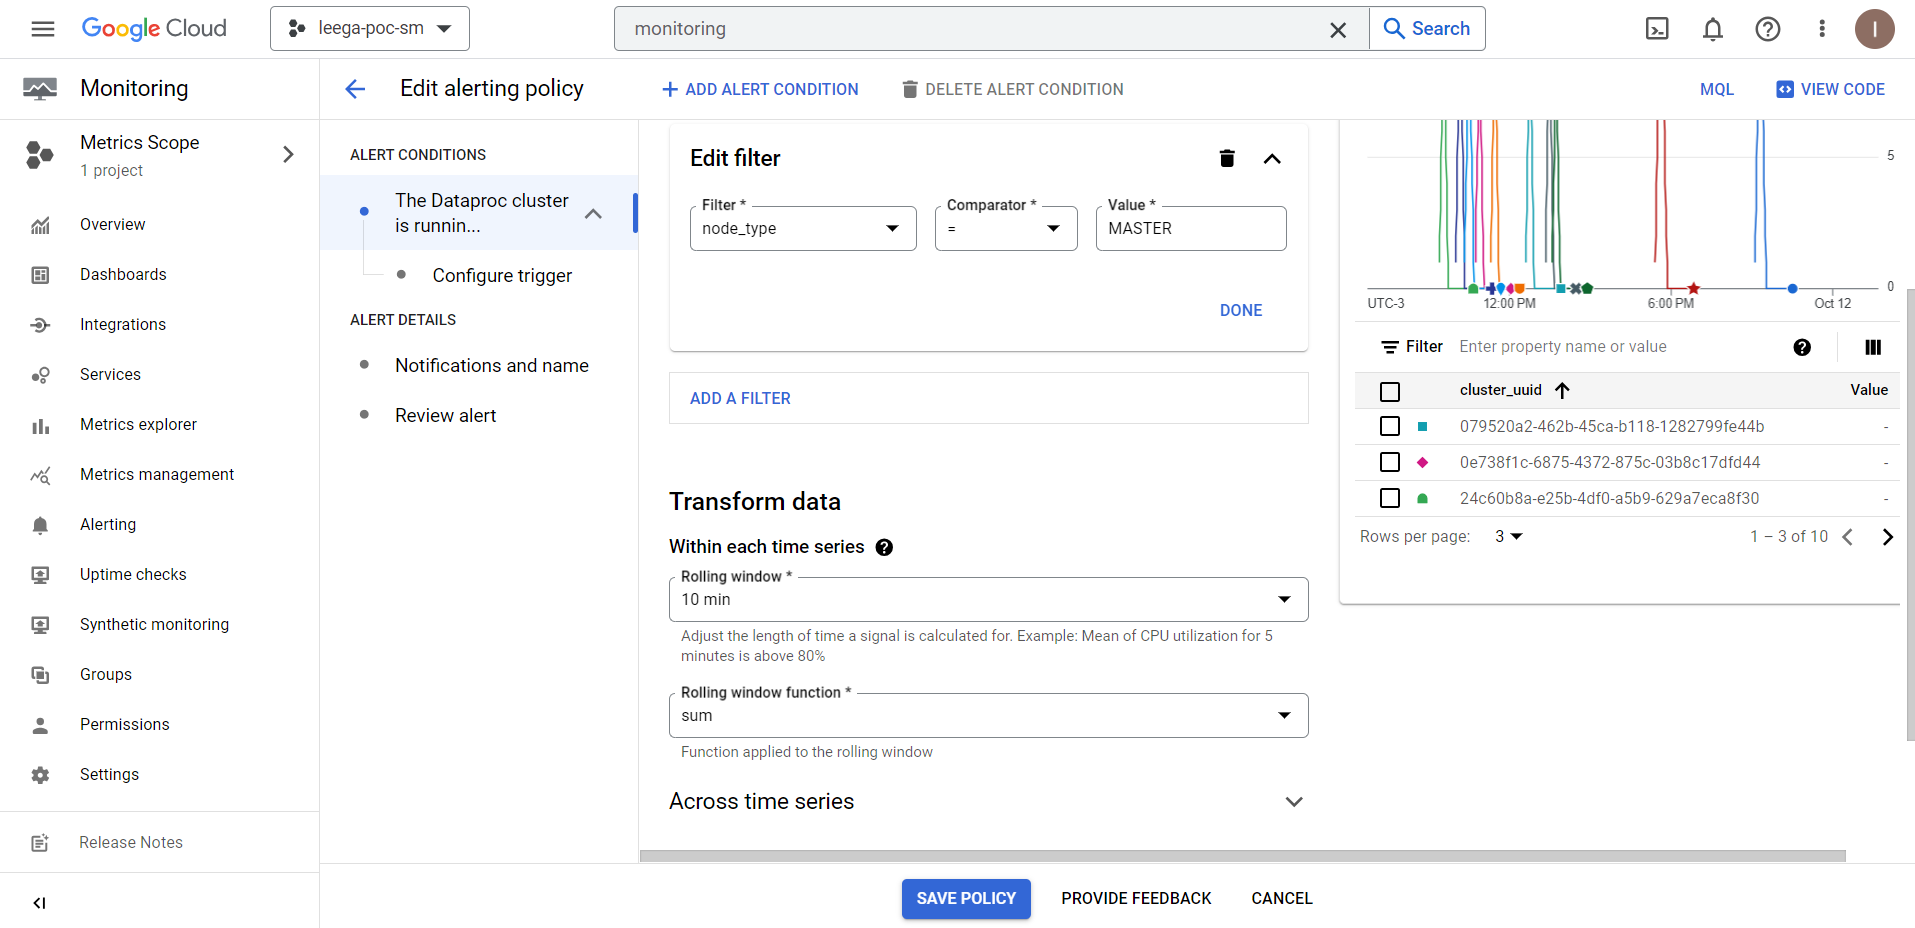 Google Cloud
leega-poc-sm
monitoring
Search
I
Monitoring
Edit alerting policy
ADD ALERT CONDITION
DELETE ALERT CONDITION
MQL
VIEW CODE
Metrics Scope
1 project
Overview
Dashboards
Integrations
Services
Metrics explorer
Metrics management
Alerting
Uptime checks
Synthetic monitoring
Groups
Permissions
Settings
Release Notes
ALERT CONDITIONS
The Dataproc cluster
is runnin...
Configure trigger
ALERT DETAILS
Notifications and name
Review alert
Edit filter
Filter *
node_type
Comparator *
=
Value *
MASTER
DONE
ADD A FILTER
Transform data
Within each time series
Rolling window *
10 min
Adjust the length of time a signal is calculated for. Example: Mean of CPU utilization for 5
minutes is above 80%
Rolling window function *
sum
Function applied to the rolling window
Across time series
5
0
UTC-3
12:00 PM
6:00 PM
Oct 12
Filter
Enter property name or value
cluster_uuid
Value
079520a2-462b-45ca-b118-1282799fe44b
-
0e738f1c-6875-4372-875c-03b8c17dfd44
-
24c60b8a-e25b-4df0-a5b9-629a7eca8f30
-
Rows per page:
3
1 – 3 of 10
SAVE POLICY
PROVIDE FEEDBACK
CANCEL